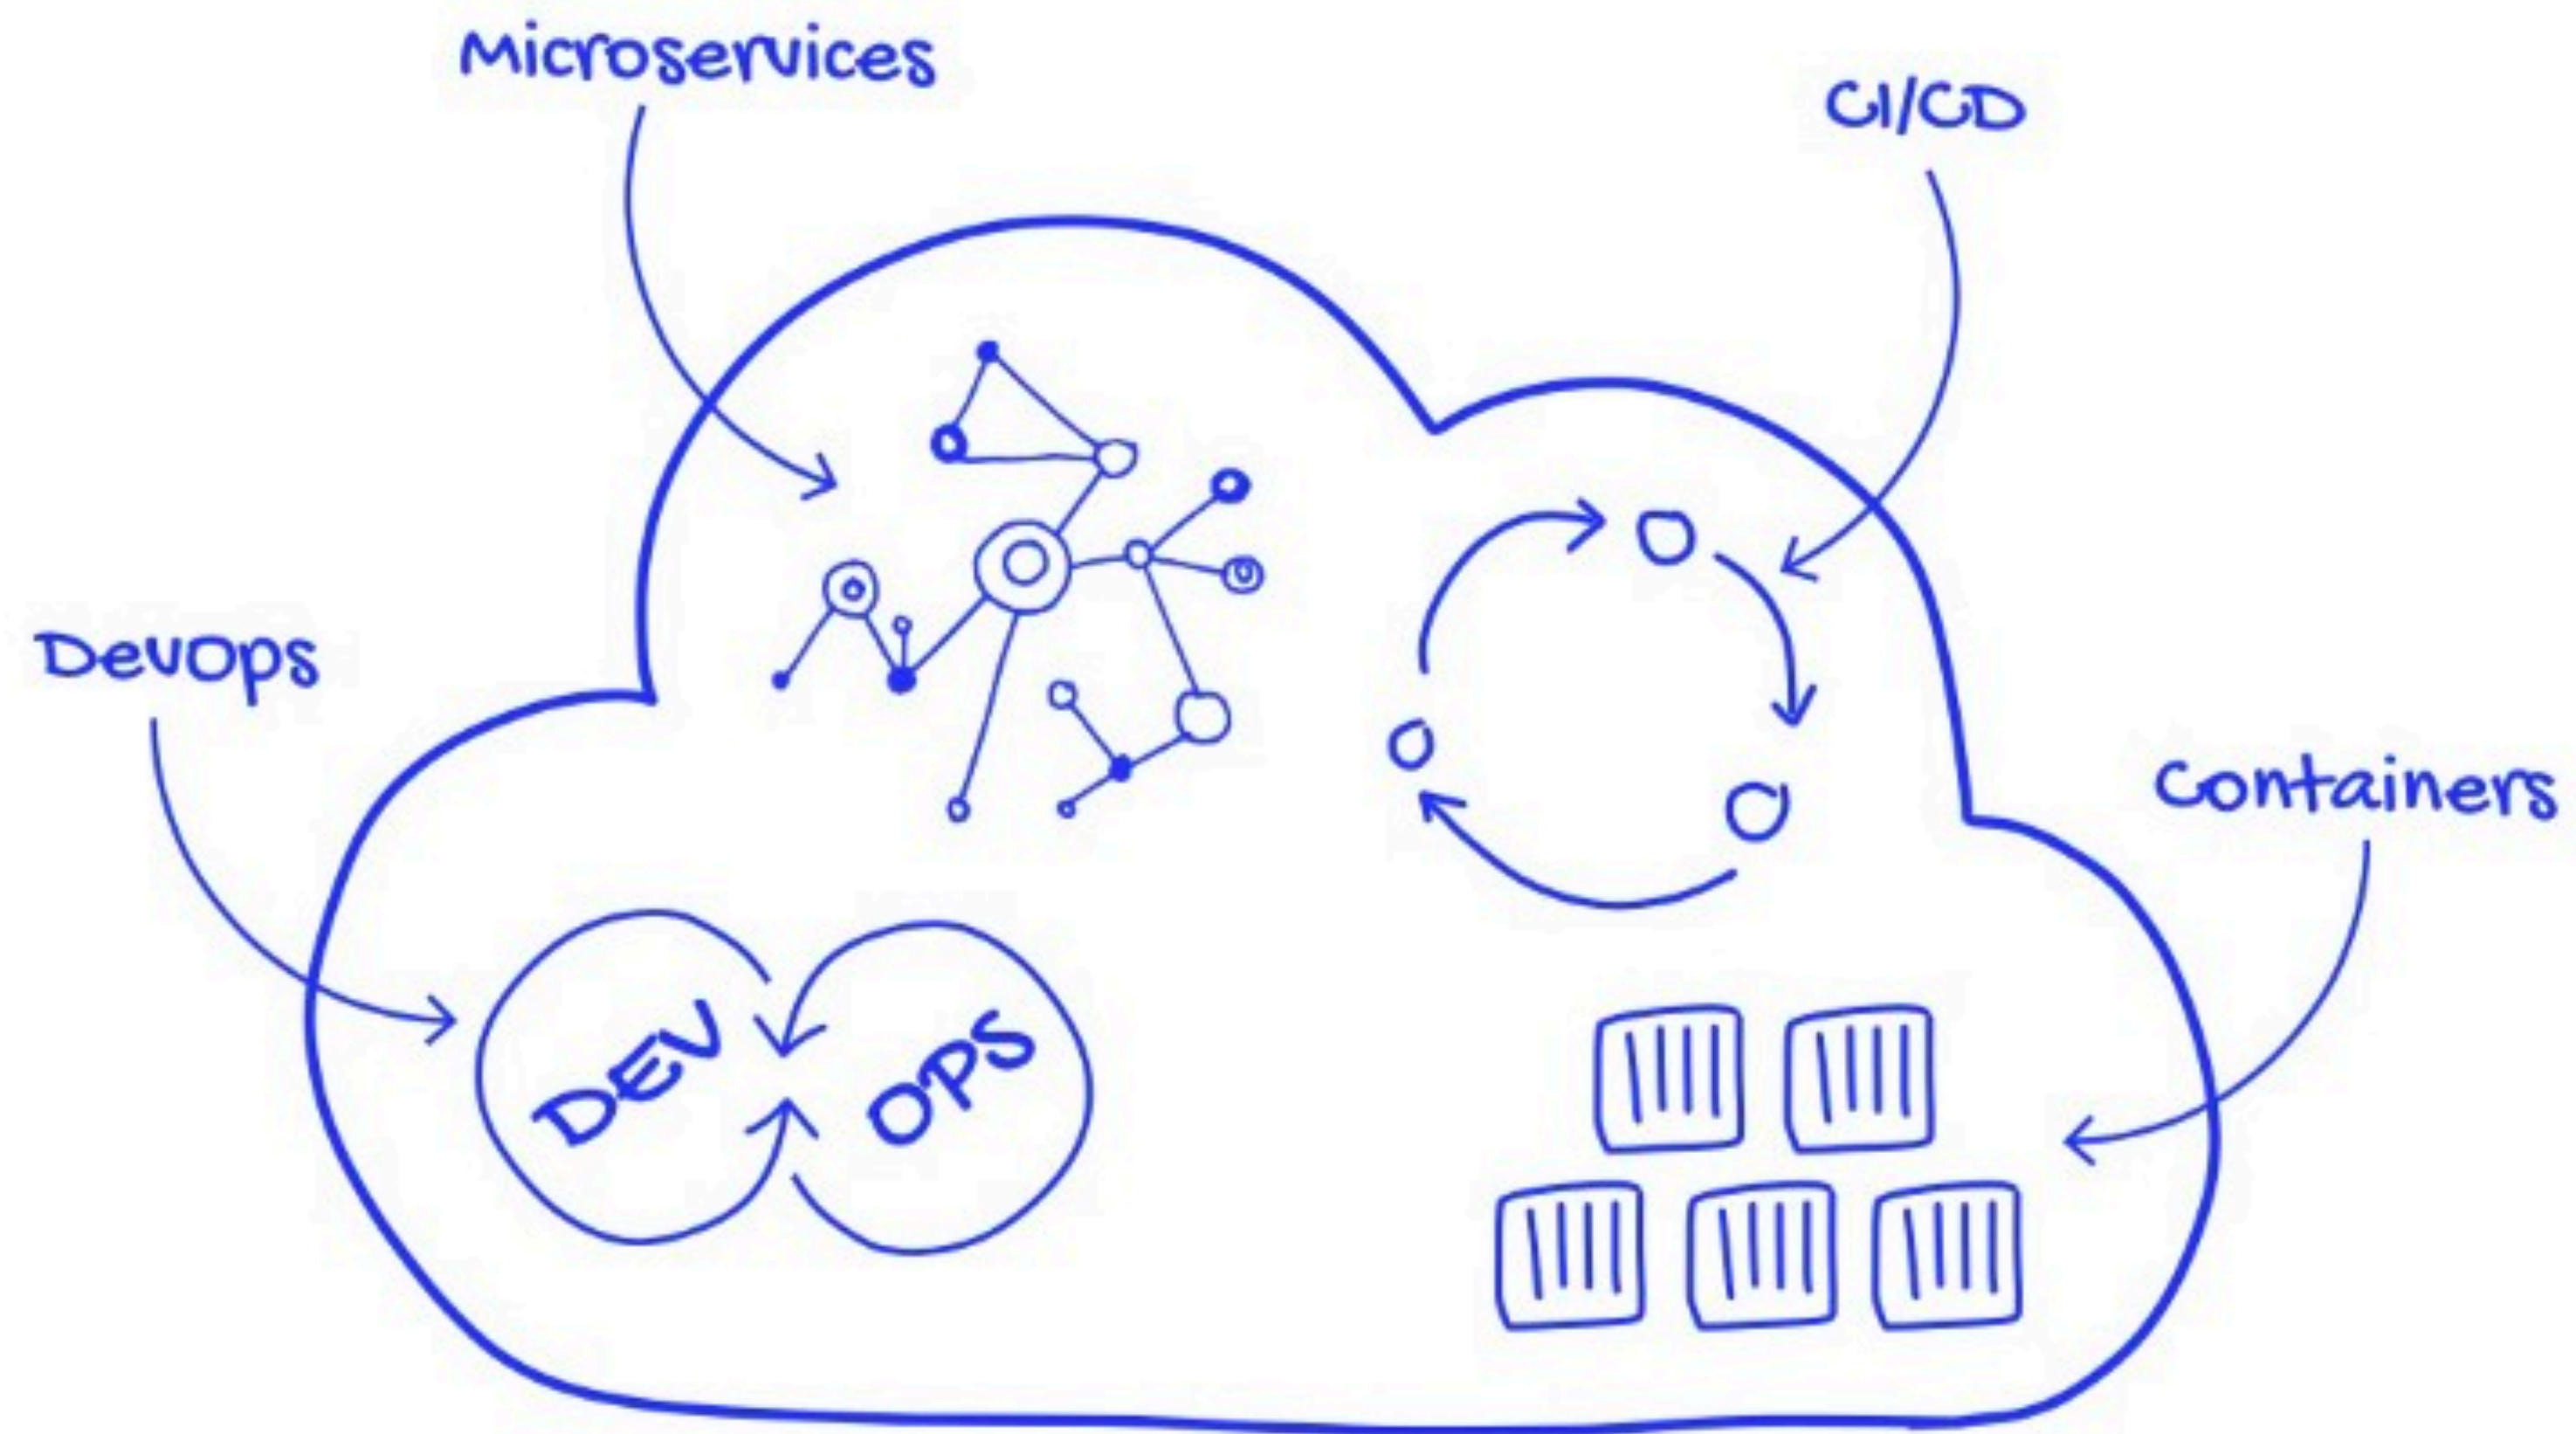 Microservices
CI/CD
DevOps
Containers
DEV
OPS